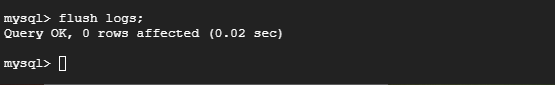 mysql> flush logs;
Query OK, 0 rows affected (0.02 sec)
mysql>